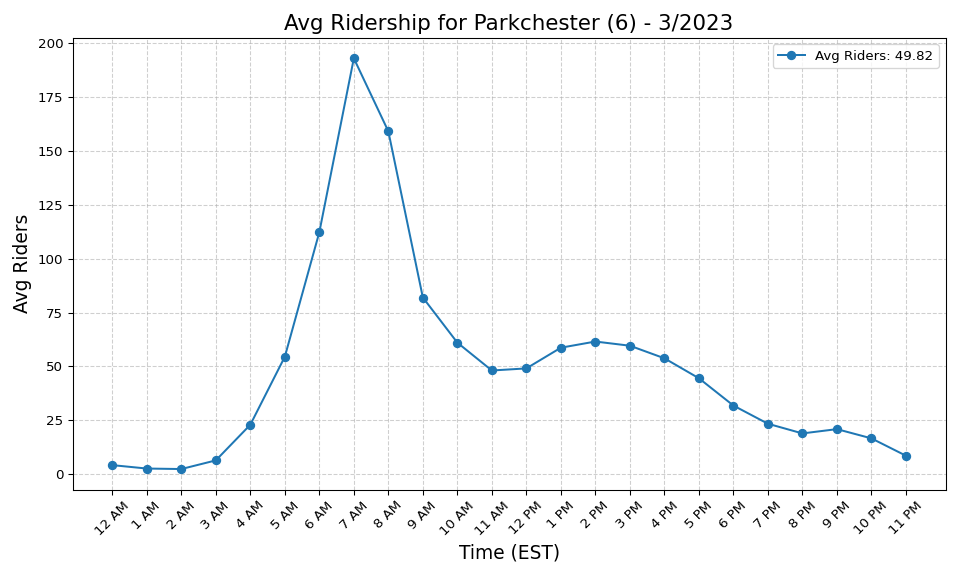 Avg Ridership for Parkchester (6) - 3/2023
Avg Riders: 49.82
Avg Riders
200
175
150
125
100
75
50
25
0
12 AM
1 AM
2 AM
3 AM
4 AM
5 AM
6 AM
7 AM
8 AM
9 AM
10 AM
11 AM
12 PM
1 PM
2 PM
3 PM
4 PM
5 PM
6 PM
7 PM
8 PM
9 PM
10 PM
11 PM
Time (EST)